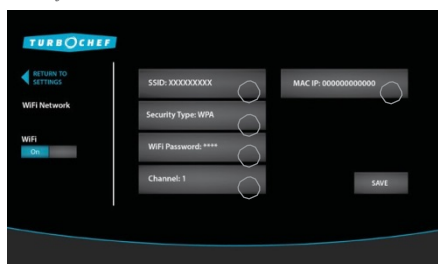 TURBOCHEF
RETURN TO
SETTINGS
WiFi Network
WiFi
On
SSID: XXXXXXXXX
Security Type: WPA
WiFi Password: ****
Channel: 1
MAC IP: 000000000000
SAVE